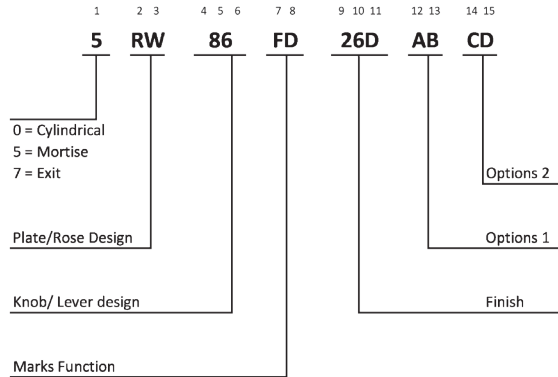 1 2 3 4 5 6 7 8 9 10 11 12 13 14 15
5 RW 86 FD 26D AB CD
0 = Cylindrical
5 = Mortise
7 = Exit
Options 2
Plate/Rose Design
Options 1
Knob/ Lever design
Finish
Marks Function